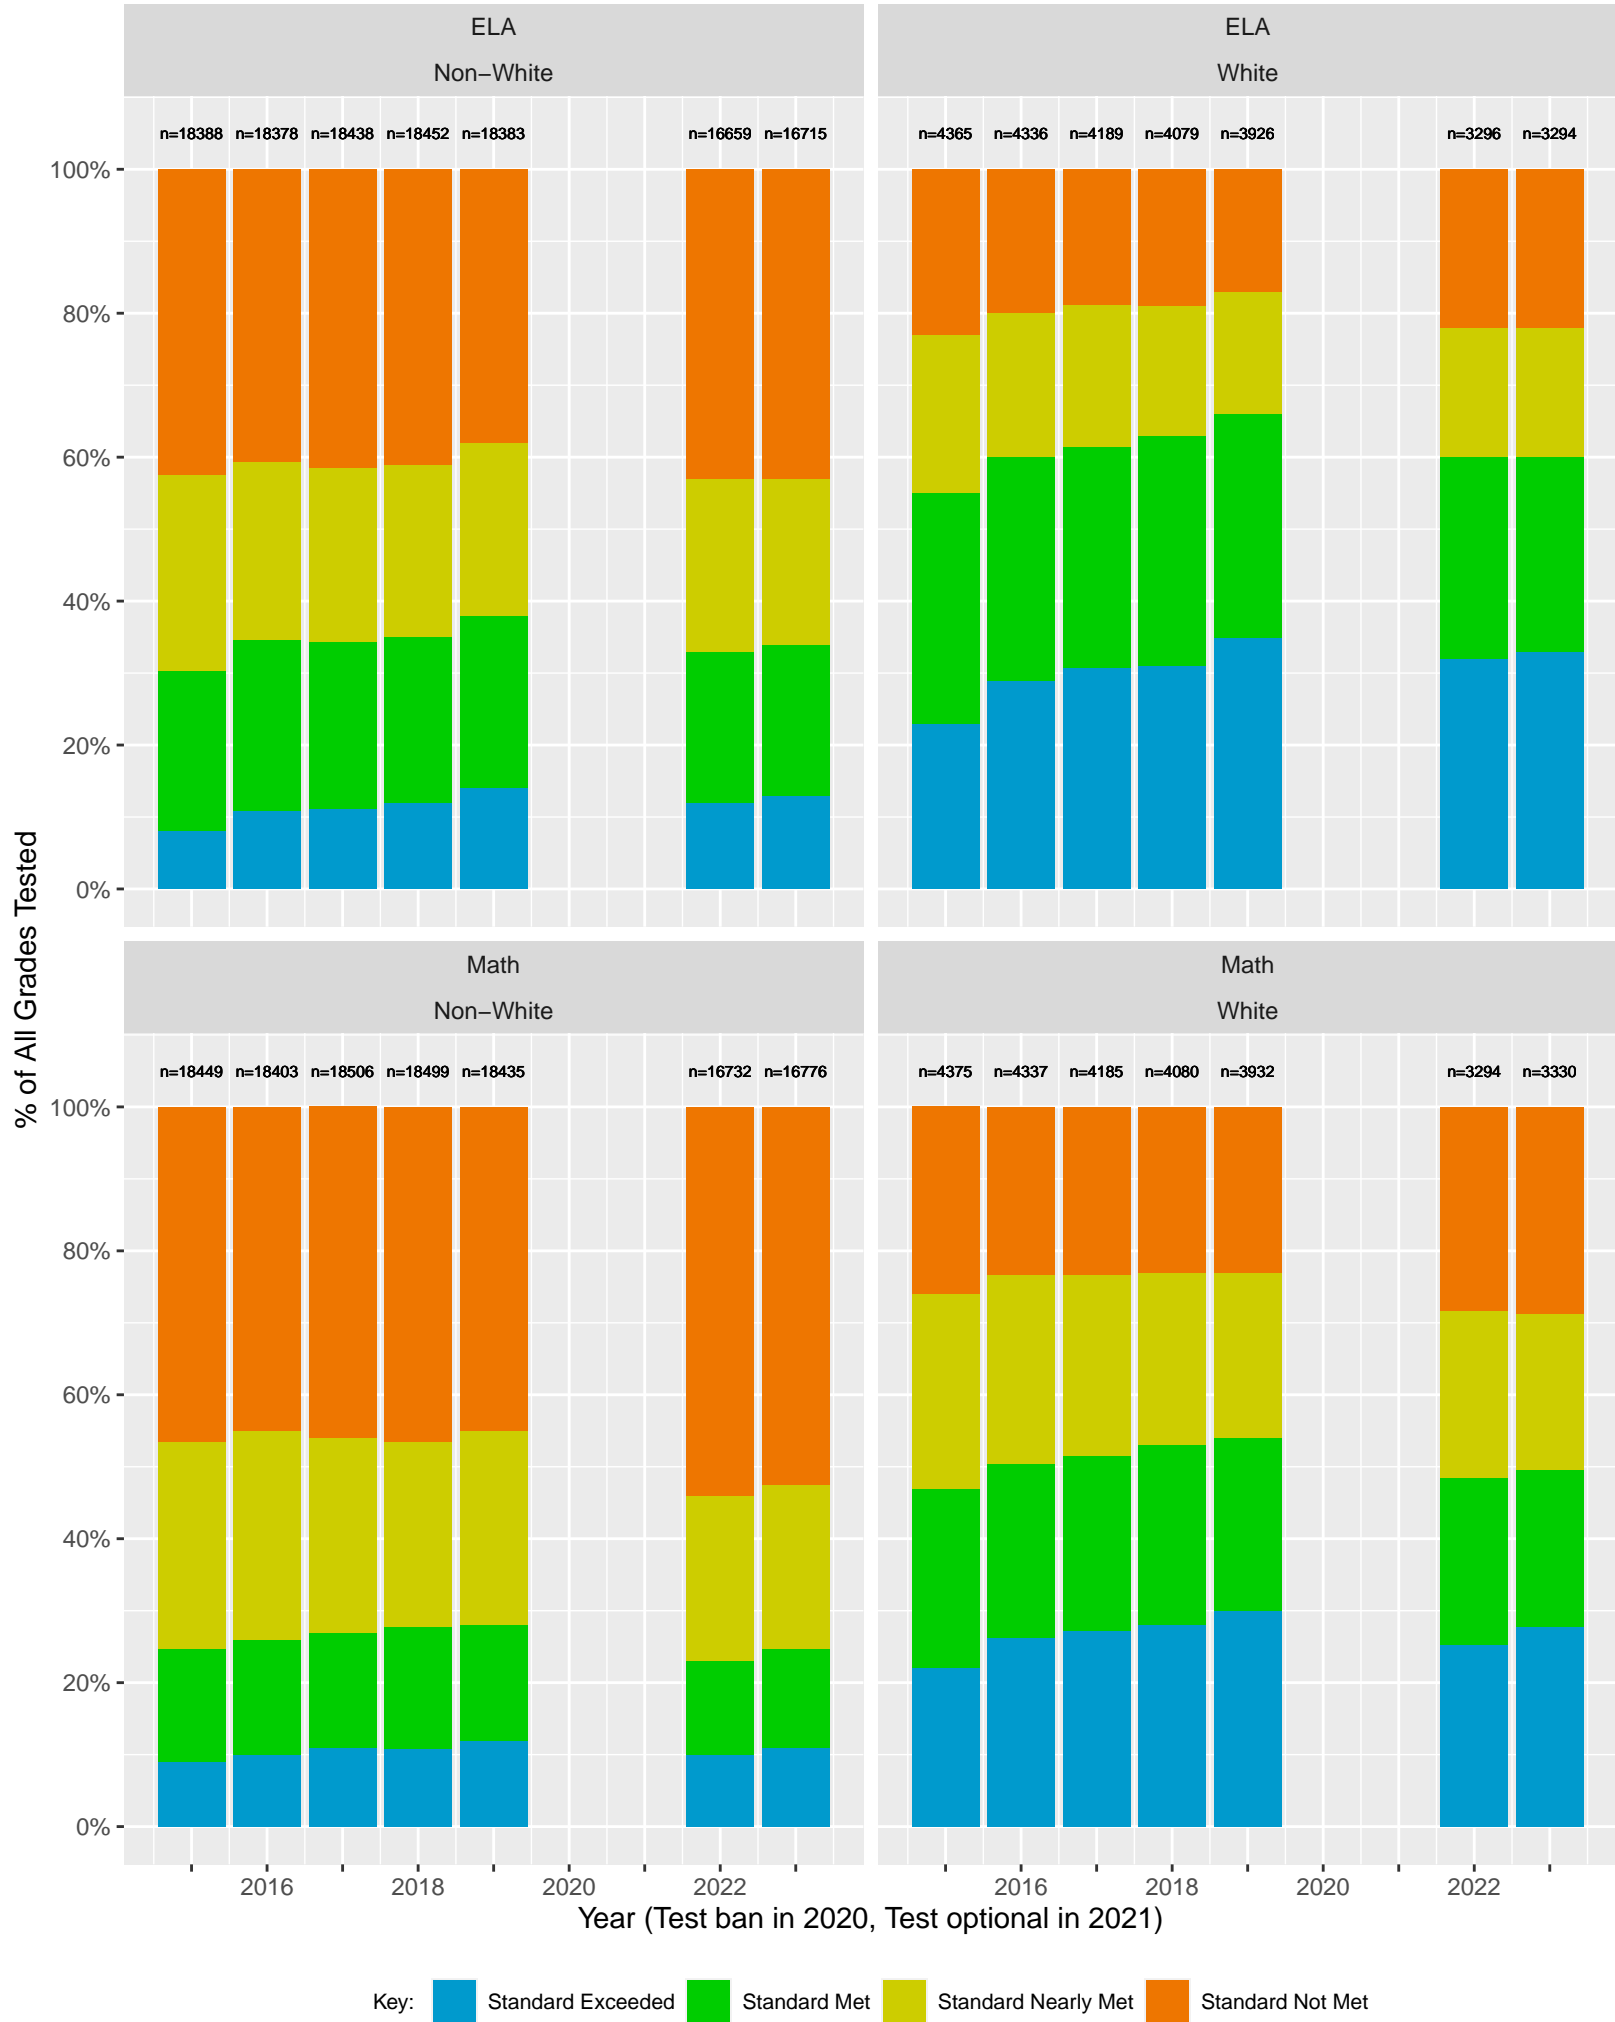 ELA
Non−White
ELA
White
n=18388 n=18378 n=18438 n=18452 n=18383 n=16659 n=16715
n=4365 n=4336 n=4189 n=4079 n=3926 n=3296 n=3294
100%
80%
60%
40%
20%
0%
% of All Grades Tested
Math
Non−White
Math
White
n=18449 n=18403 n=18506 n=18499 n=18435 n=16732 n=16776
n=4375 n=4337 n=4185 n=4080 n=3932 n=3294 n=3330
100%
80%
60%
40%
20%
0%
2016 2018 2020 2022
2016 2018 2020 2022
Year (Test ban in 2020, Test optional in 2021)
Key: Standard Exceeded Standard Met Standard Nearly Met Standard Not Met